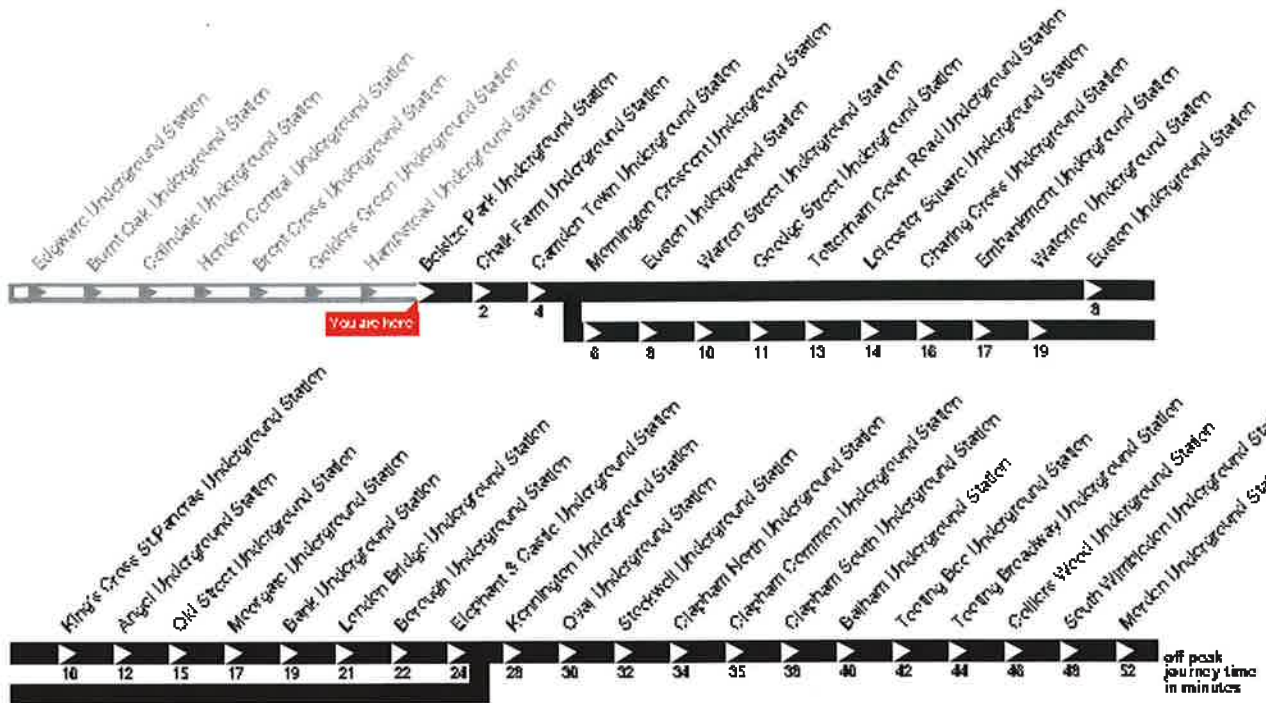 Edgware Underground Station
Burnt Oak Underground Station
Colindale Underground Station
Hendon Central Underground Station
Brent Cross Underground Station
Golders Green Underground Station
Hampstead Underground Station
Belsize Park Underground Station
Chalk Farm Underground Station
Camden Town Underground Station
Mornington Crescent Underground Station
Euston Underground Station
Warren Street Underground Station
Goodge Street Underground Station
Tottenham Court Road Underground Station
Leicester Square Underground Station
Charing Cross Underground Station
Embankment Underground Station
Waterloo Underground Station
Euston Underground Station
You are here
2 4 8
6 8 10 11 13 14 16 17 19
King's Cross St.Pancras Underground Station
Angel Underground Station
Old Street Underground Station
Moorgate Underground Station
Bank Underground Station
London Bridge Underground Station
Borough Underground Station
Elephant & Castle Underground Station
Kennington Underground Station
Oval Underground Station
Stockwell Underground Station
Clapham North Underground Station
Clapham Common Underground Station
Clapham South Underground Station
Balham Underground Station
Tooting Bec Underground Station
Tooting Broadway Underground Station
Colliers Wood Underground Station
South Wimbledon Underground Stat
Morden Underground Stat
10 12 15 17 19 21 22 24 28 30 32 34 35 38 40 42 44 46 48 52
off peak
journey time
in minutes